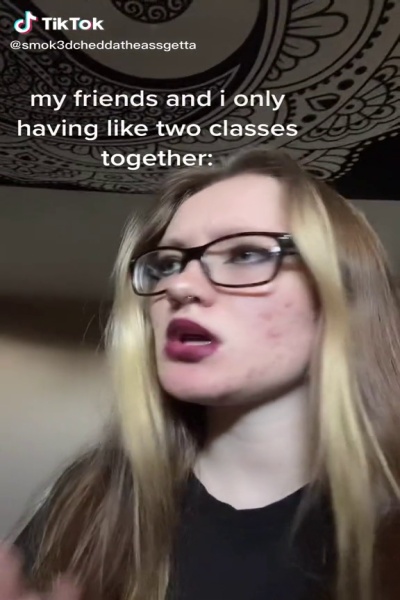 TikTok
@smok3dcheddatheassgetta
my friends and i only
having like two classes
together: